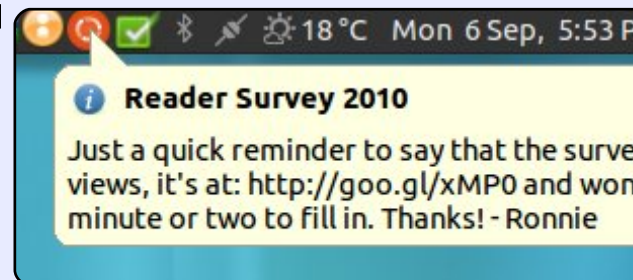 18 °C Mon 6 Sep, 5:53 P
Reader Survey 2010
Just a quick reminder to say that the surve
views, it's at: http://goo.gl/xMP0 and won
minute or two to fill in. Thanks! - Ronnie